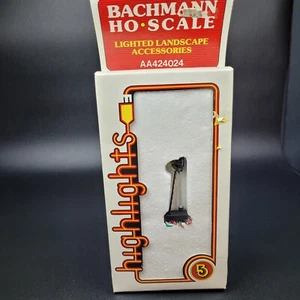 BACHMANN
HO•SCALE
LIGHTED LANDSCAPE
ACCESSORIES
AA424024
highlights
5